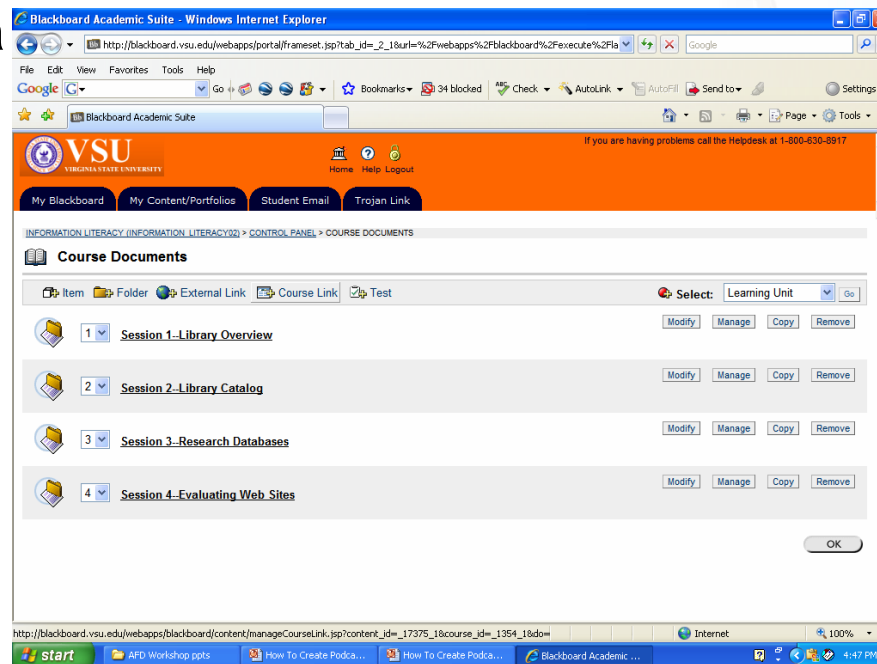 Blackboard Academic Suite - Windows Internet Explorer
http://blackboard.vsu.edu/webapps/portal/frameset.jsp?tab_id=_2_1&url=%2Fwebapps%2Fblackboard%2Fexecute%2Fla
Google
File Edit View Favorites Tools Help
Google G Go Bookmarks 34 blocked ABC Check AutoLink AutoFill Send to Settings
Blackboard Academic Suite Page Tools
If you are having problems call the Helpdesk at 1-800-630-8917
VSU
VIRGINIA STATE UNIVERSITY
Home Help Logout
My Blackboard My Content/Portfolios Student Email Trojan Link
INFORMATION LITERACY (INFORMATION_LITERACY02) > CONTROL PANEL > COURSE DOCUMENTS
Course Documents
Item Folder External Link Course Link Test Select: Learning Unit Go
1 Session 1--Library Overview Modify Manage Copy Remove
2 Session 2--Library Catalog Modify Manage Copy Remove
3 Session 3--Research Databases Modify Manage Copy Remove
4 Session 4--Evaluating Web Sites Modify Manage Copy Remove
OK
http://blackboard.vsu.edu/webapps/blackboard/content/manageCourseLink.jsp?content_id=_17375_1&course_id=_1354_1&do= Internet 100%
start AFD Workshop ppts How To Create Podca... How To Create Podca... Blackboard Academic ... 4:47 PM